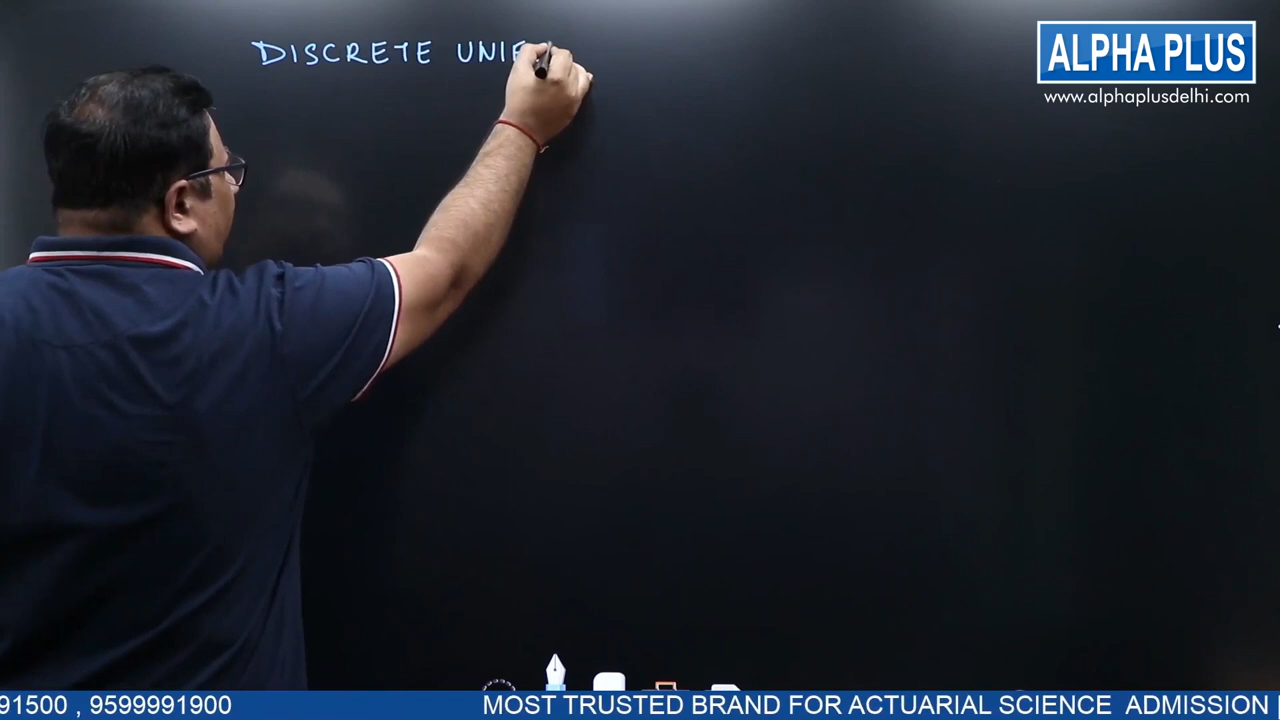 DISCRETE UNIF
ALPHA PLUS
www.alphaplusdelhi.com
91500 , 9599991900 MOST TRUSTED BRAND FOR ACTUARIAL SCIENCE ADMISSION